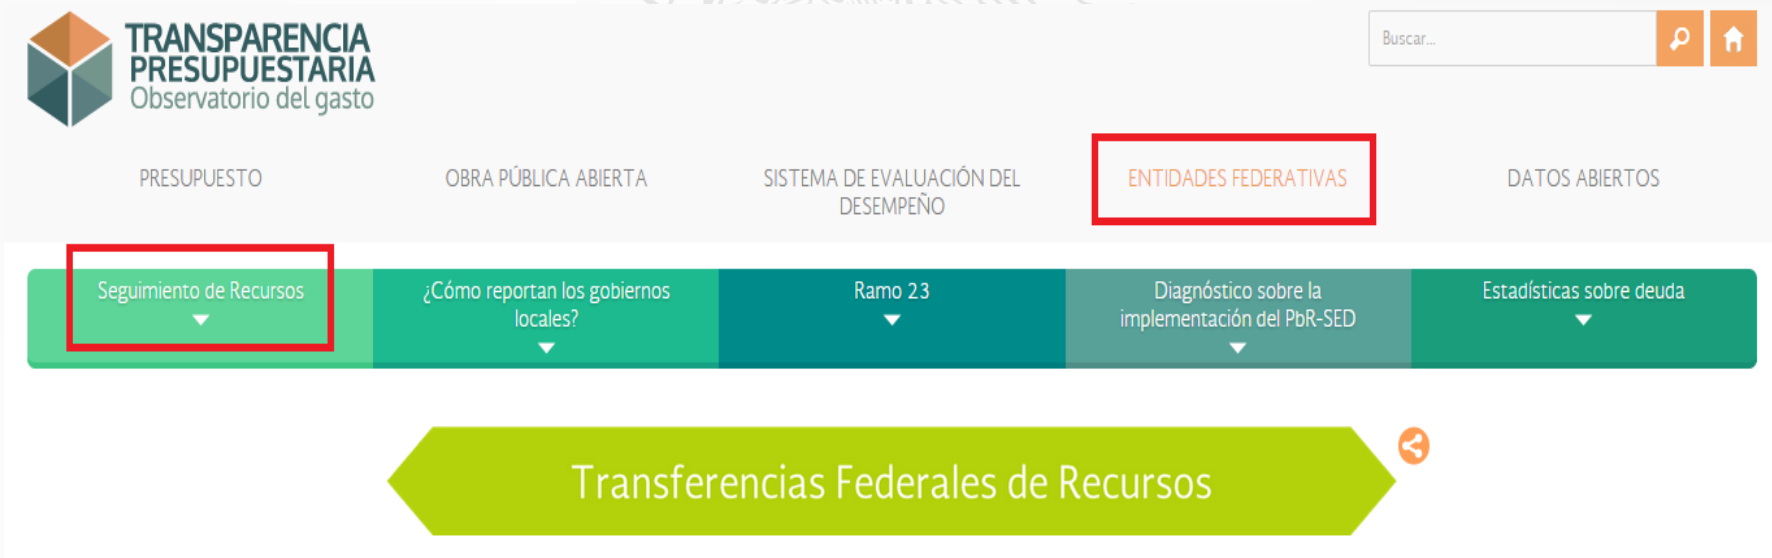 TRANSPARENCIA
PRESUPUESTARIA
Observatorio del gasto
Buscar...
PRESUPUESTO
OBRA PÚBLICA ABIERTA
SISTEMA DE EVALUACIÓN DEL
DESEMPEÑO
ENTIDADES FEDERATIVAS
DATOS ABIERTOS
Seguimiento de Recursos
¿Cómo reportan los gobiernos
locales?
Ramo 23
Diagnóstico sobre la
implementación del PbR-SED
Estadísticas sobre deuda
Transferencias Federales de Recursos